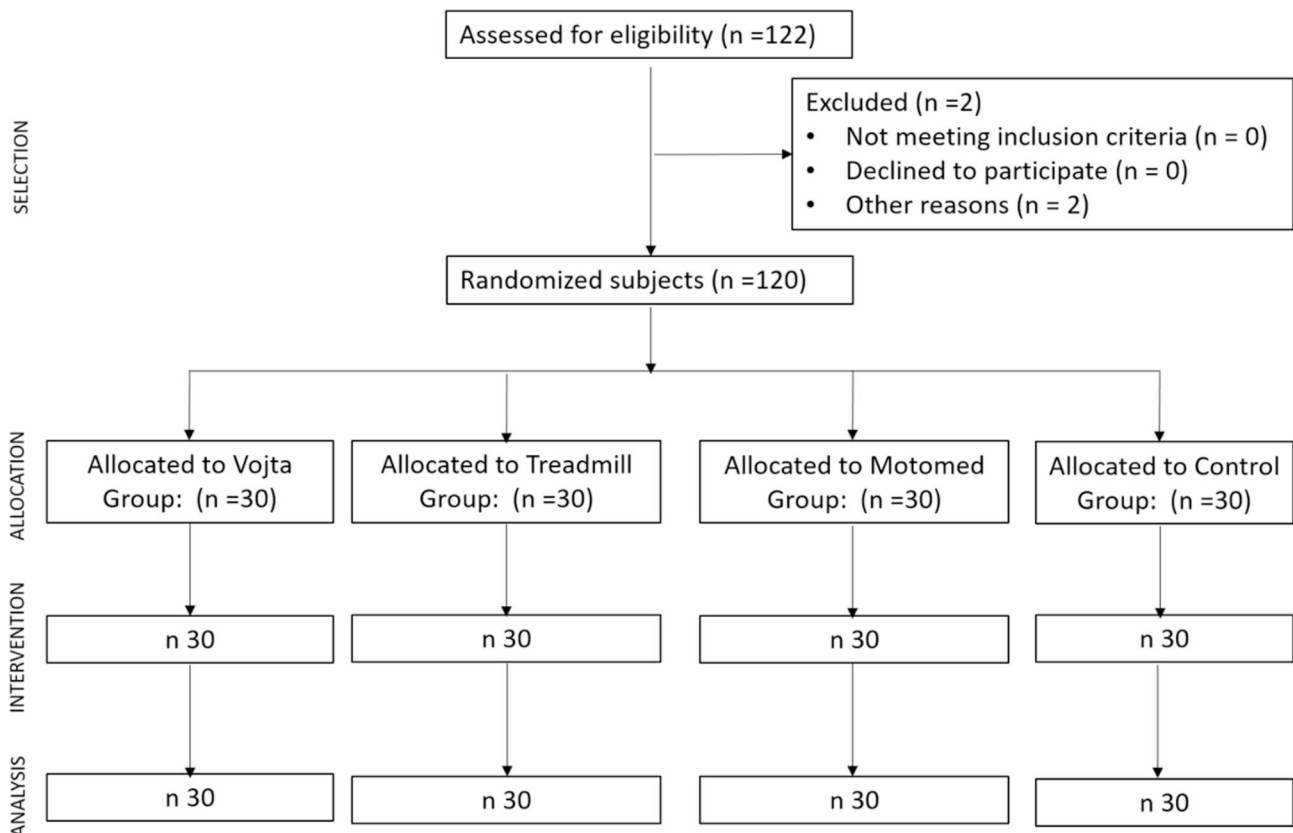 Assessed for eligibility (n =122)
Excluded (n =2)
• Not meeting inclusion criteria (n = 0)
• Declined to participate (n = 0)
• Other reasons (n = 2)
SELECTION
Randomized subjects (n =120)
ALLOCATION
Allocated to Vojta
Group: (n =30)
Allocated to Treadmill
Group: (n =30)
Allocated to Motomed
Group: (n =30)
Allocated to Control
Group: (n =30)
INTERVENTION
n 30
n 30
n 30
n 30
ANALYSIS
n 30
n 30
n 30
n 30